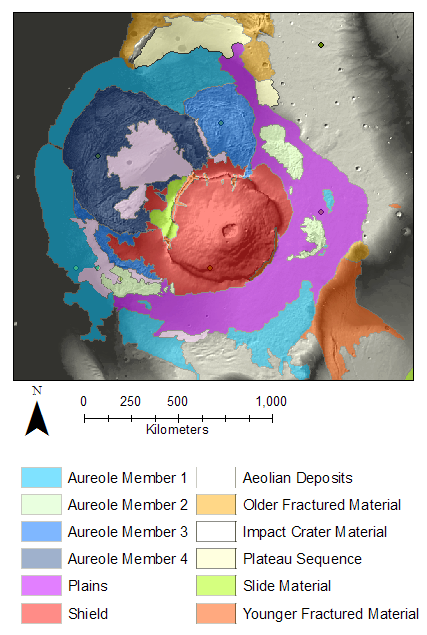 N
0 250 500 1,000
Kilometers
Aureole Member 1 Aeolian Deposits
Aureole Member 2 Older Fractured Material
Aureole Member 3 Impact Crater Material
Aureole Member 4 Plateau Sequence
Plains Slide Material
Shield Younger Fractured Material